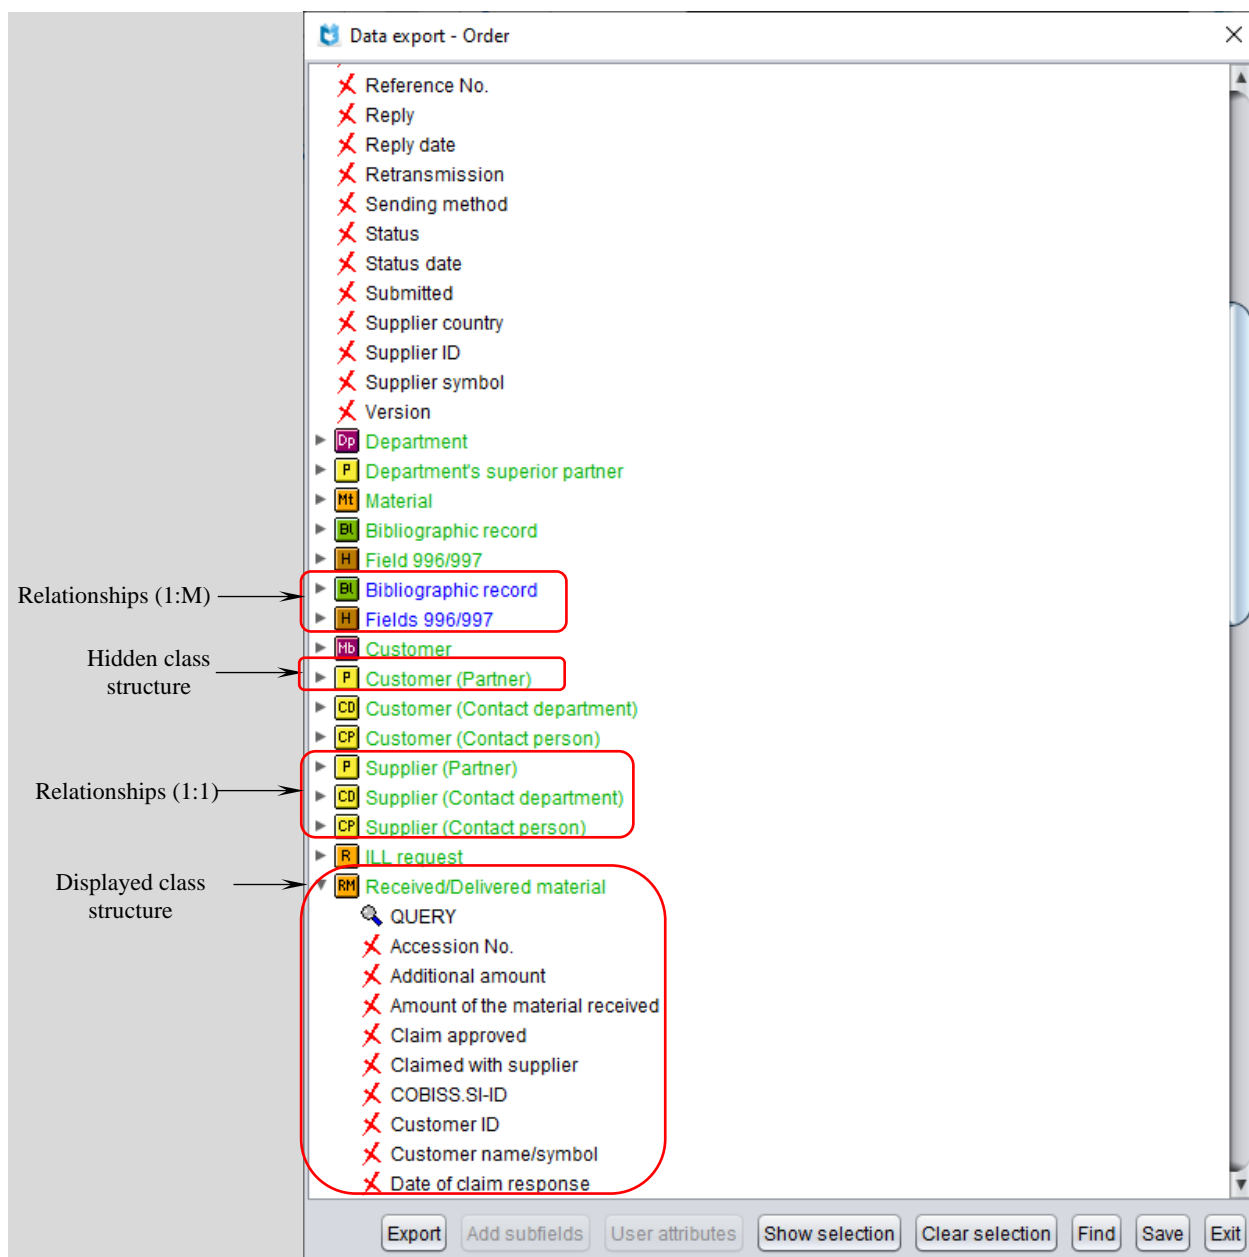 Data export - Order
Reference No.
Reply
Reply date
Retransmission
Sending method
Status
Status date
Submitted
Supplier country
Supplier ID
Supplier symbol
Version
Dp Department
P Department's superior partner
Mt Material
Bl Bibliographic record
H Field 996/997
Relationships (1:M)
Bl Bibliographic record
H Fields 996/997
Mb Customer
Hidden class
structure
P Customer (Partner)
CD Customer (Contact department)
CP Customer (Contact person)
Relationships (1:1)
P Supplier (Partner)
CD Supplier (Contact department)
CP Supplier (Contact person)
R ILL request
Displayed class
structure
RM Received/Delivered material
QUERY
Accession No.
Additional amount
Amount of the material received
Claim approved
Claimed with supplier
COBISS.SI-ID
Customer ID
Customer name/symbol
Date of claim response
Export Add subfields User attributes Show selection Clear selection Find Save Exit